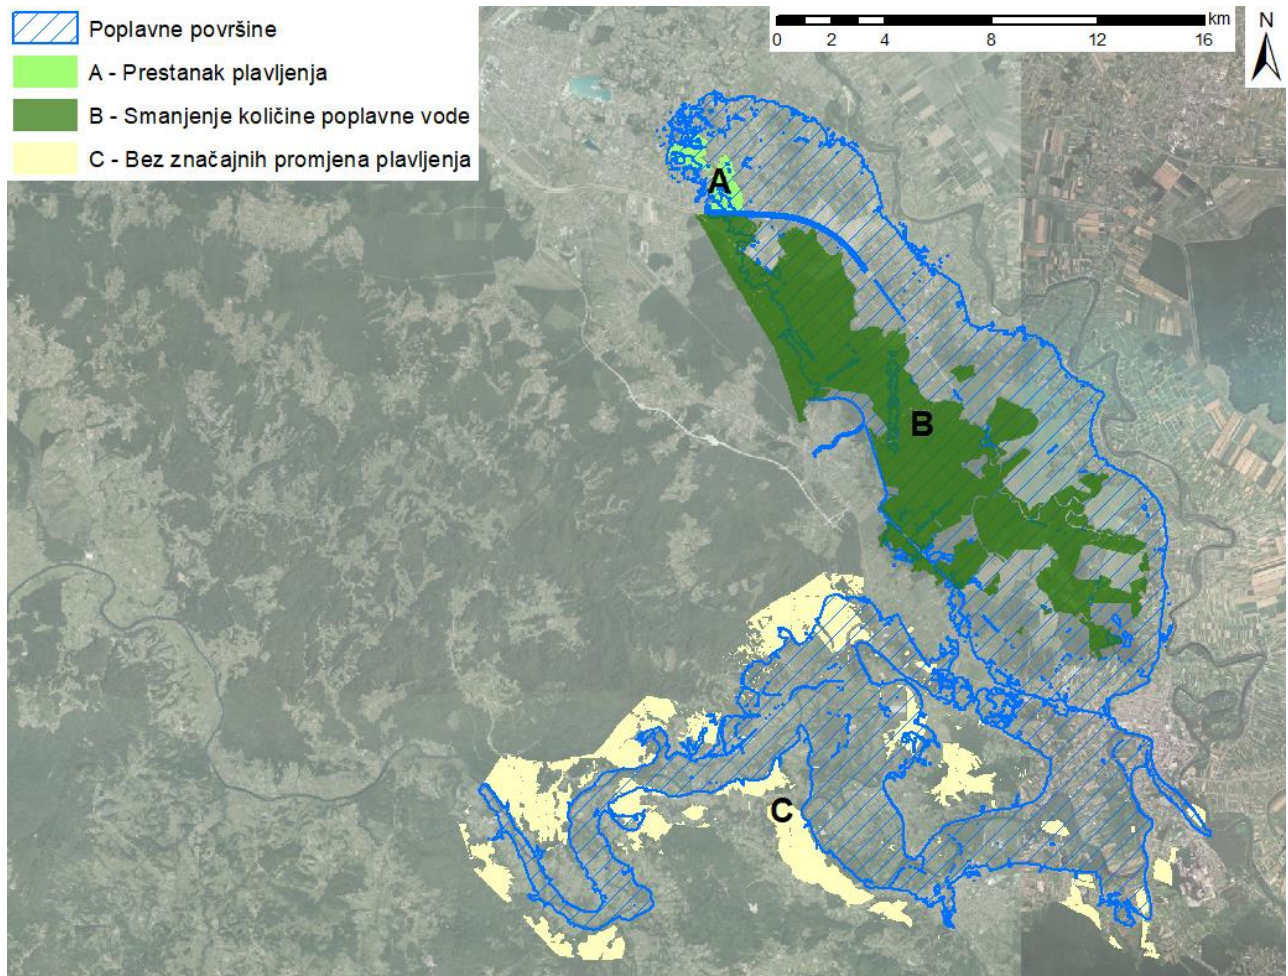 Poplavne površine
A - Prestanak plavljenja
B - Smanjenje količine poplavne vode
C - Bez značajnih promjena plavljenja
km
0 2 4 8 12 16
N
A
B
C